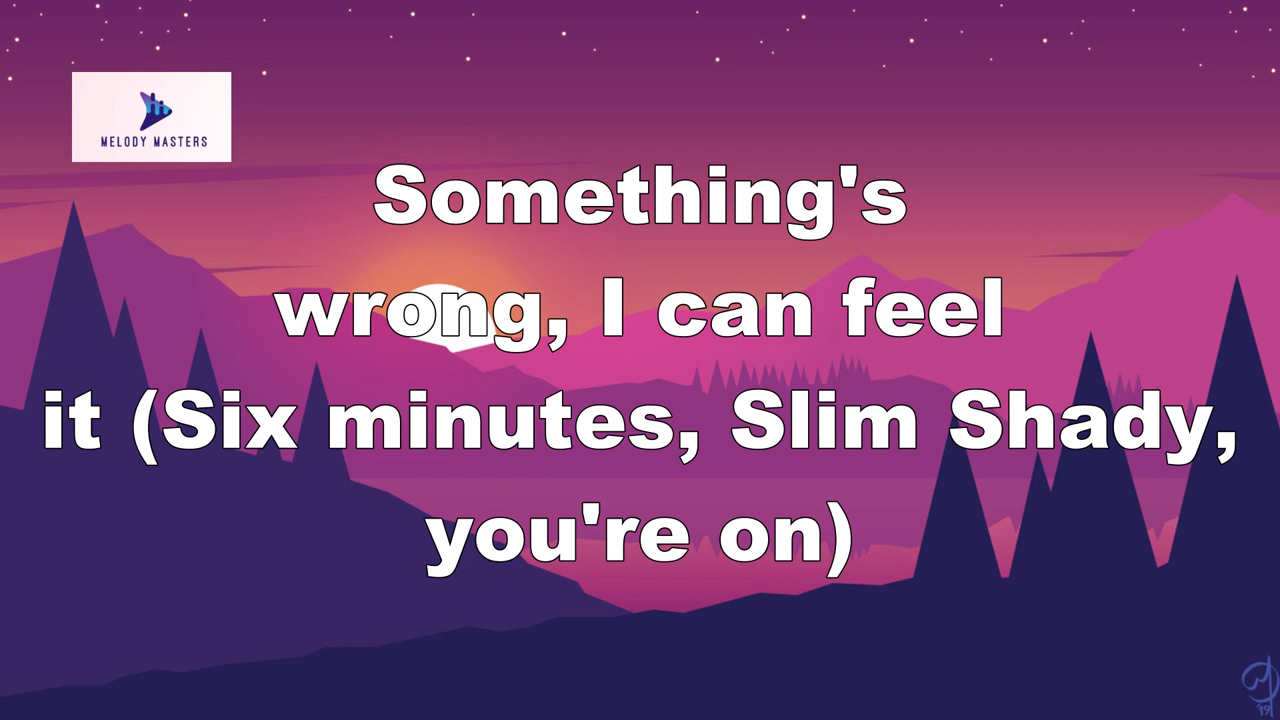 MELODY MASTERS
Something's
wrong, I can feel
it (Six minutes, Slim Shady,
you're on)